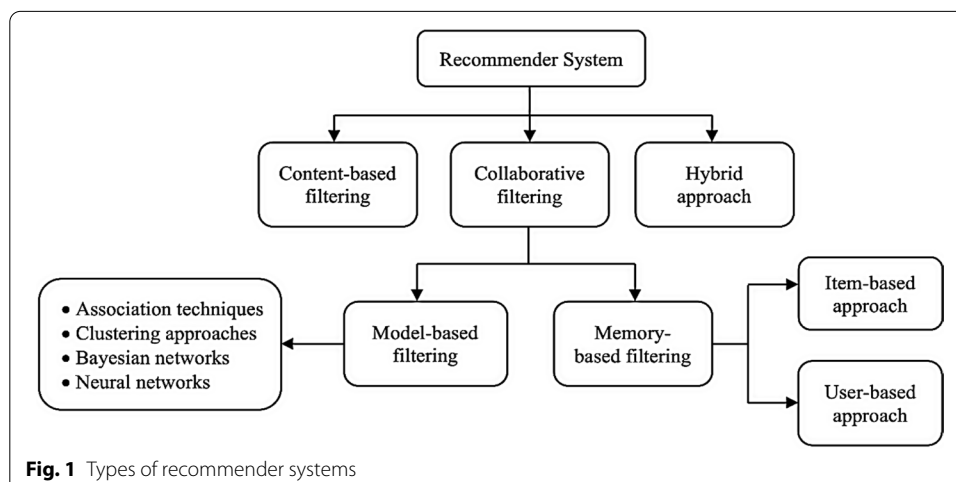 Recommender System
Content-based
filtering
Collaborative
filtering
Hybrid
approach
• Association techniques
• Clustering approaches
• Bayesian networks
• Neural networks
Model-based
filtering
Memory-
based filtering
Item-based
approach
User-based
approach
Fig. 1 Types of recommender systems